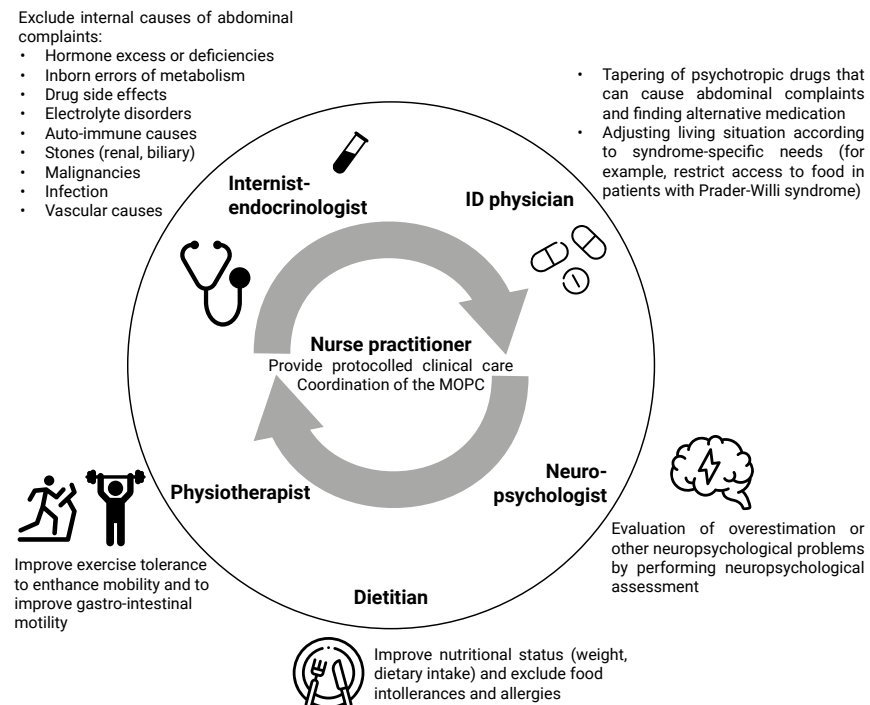 Exclude internal causes of abdominal
complaints:
• Hormone excess or deficiencies
• Inborn errors of metabolism
• Drug side effects
• Electrolyte disorders
• Auto-immune causes
• Stones (renal, biliary)
• Malignancies
• Infection
• Vascular causes
• Tapering of psychotropic drugs that
can cause abdominal complaints
and finding alternative medication
• Adjusting living situation according
to syndrome-specific needs (for
example, restrict access to food in
patients with Prader-Willi syndrome)
Internist-
endocrinologist
ID physician
Nurse practitioner
Provide protocolled clinical care
Coordination of the MOPC
Physiotherapist
Neuro-
psychologist
Improve exercise tolerance
to enthance mobility and to
improve gastro-intestinal
motility
Evaluation of overestimation or
other neuropsychological problems
by performing neuropsychological
assessment
Dietitian
Improve nutritional status (weight,
dietary intake) and exclude food
intollerances and allergies